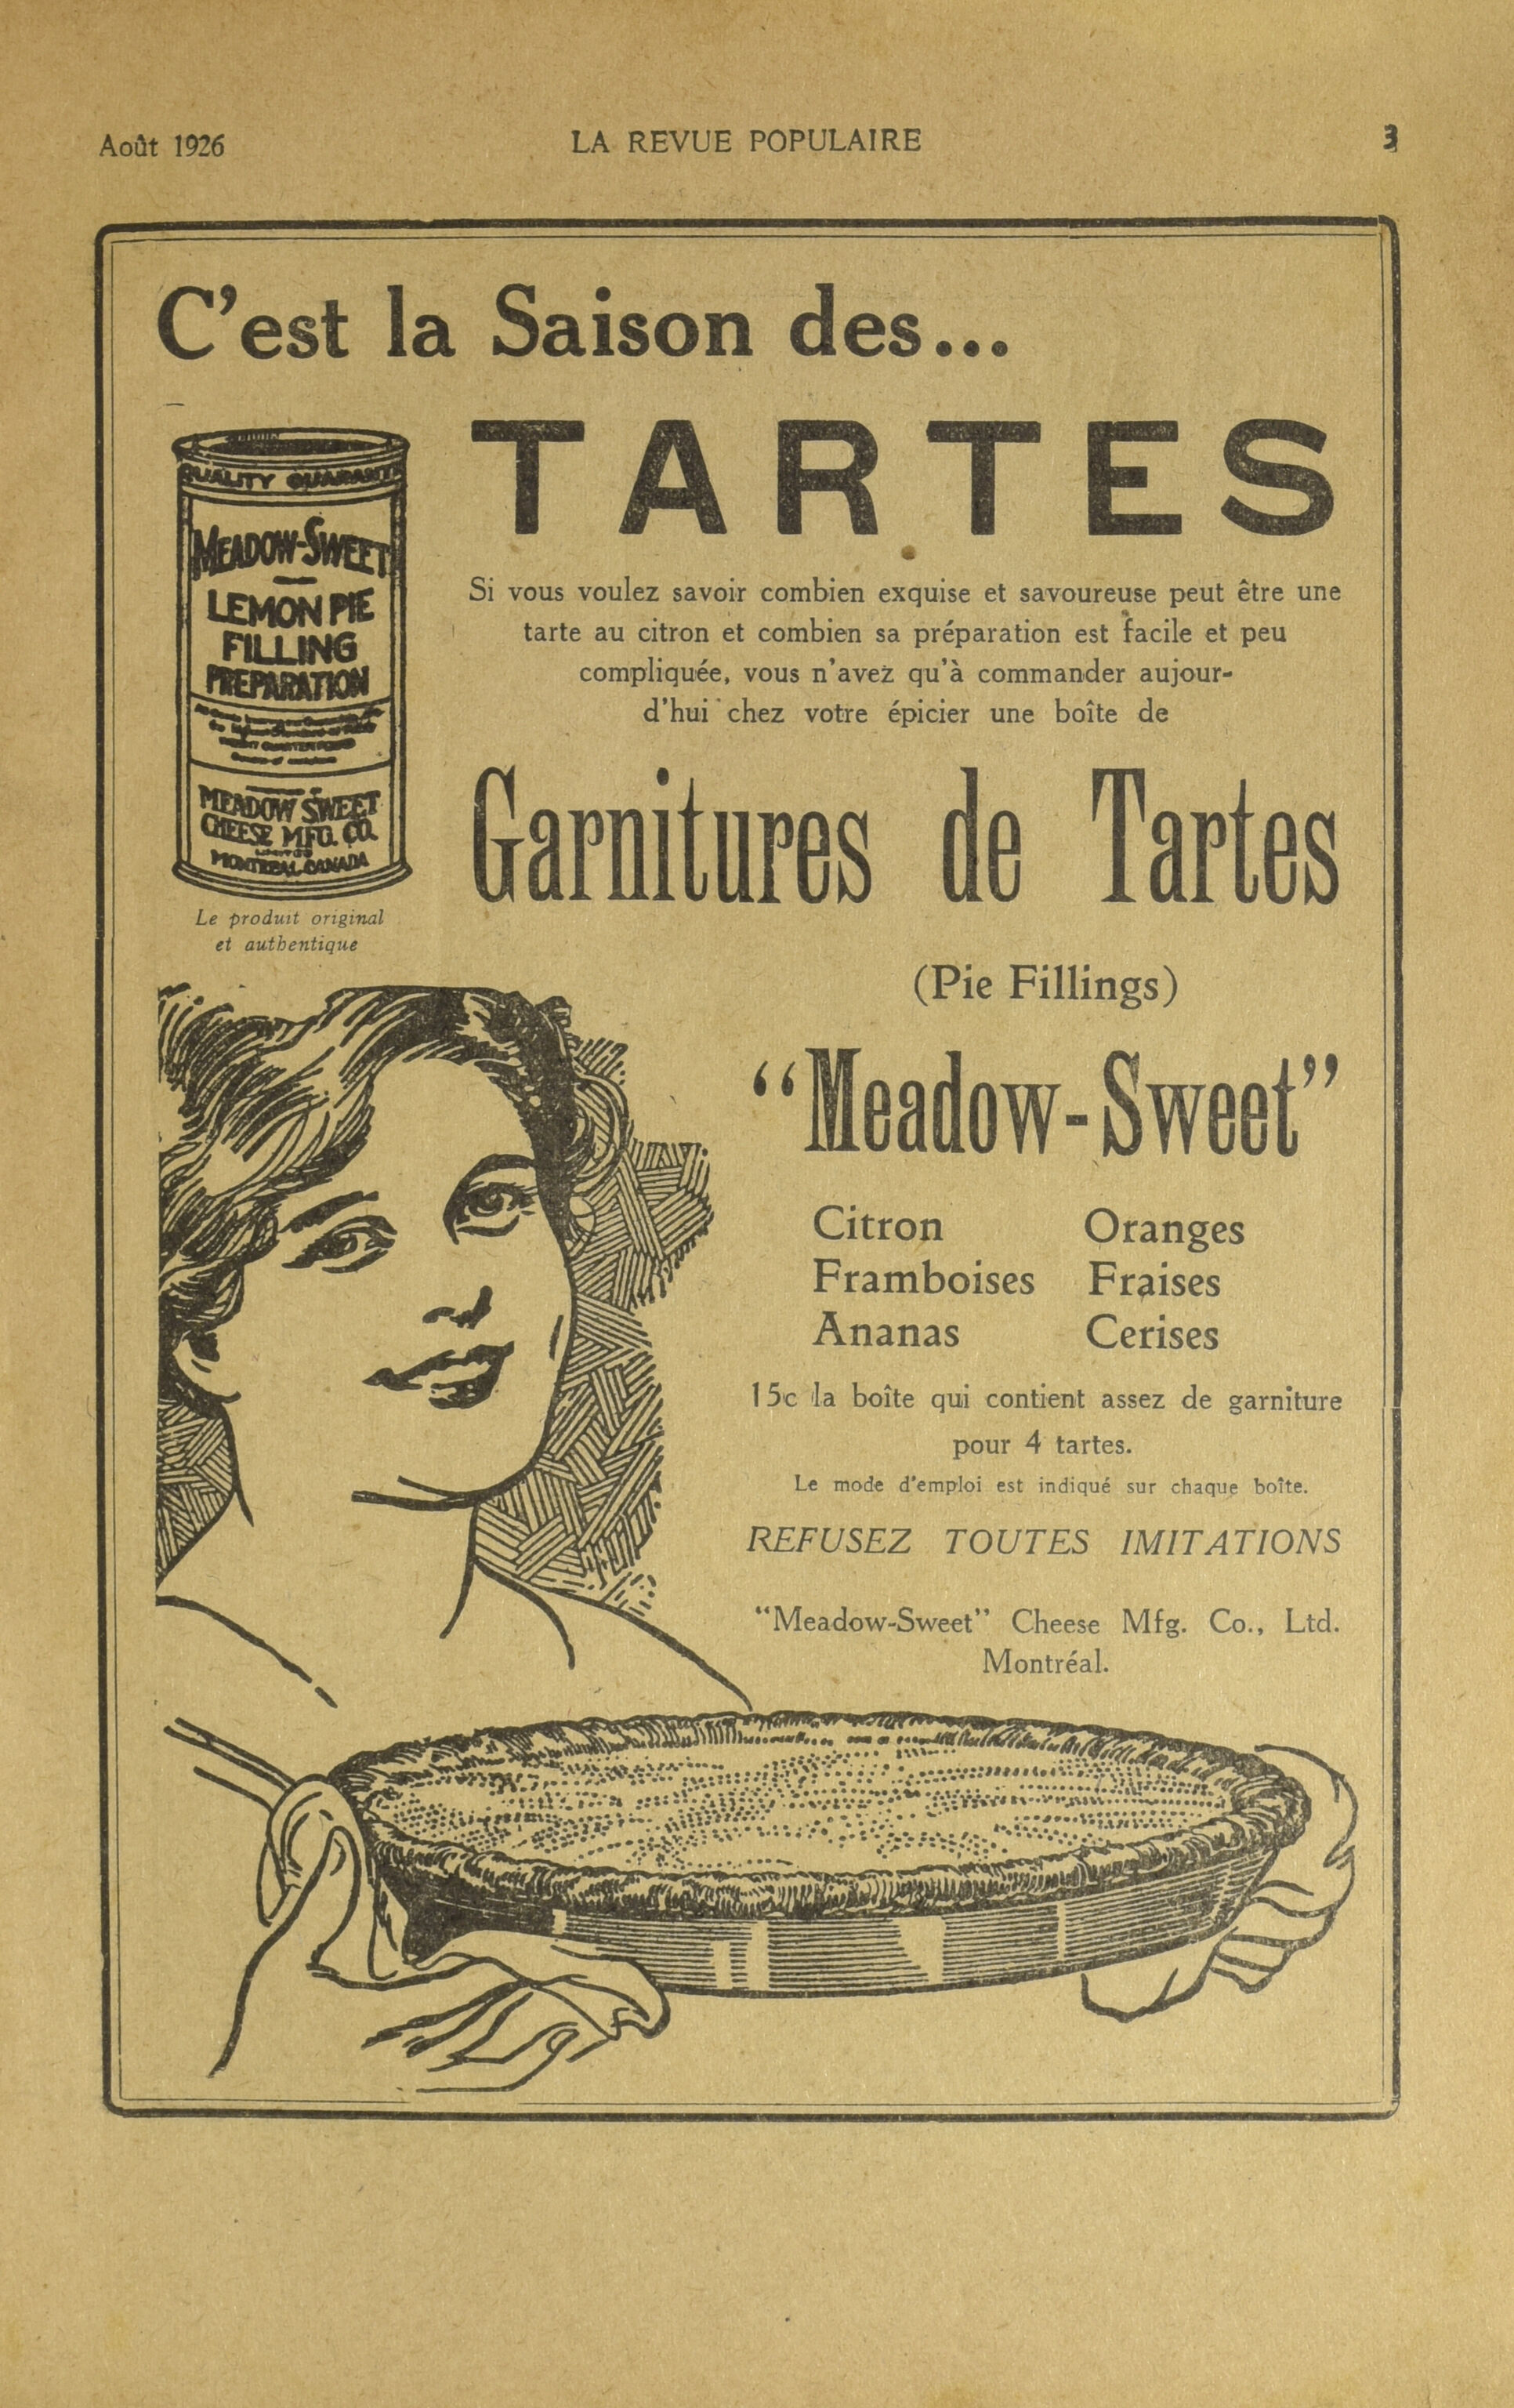 Août 1926
LA REVUE POPULAIRE
3
C'est la Saison des...
TARTES
QUALITY GUARANT
MEADOW-SWEET
LEMON PIE
FILLING
PREPARATION
MEADOW SWEET
CHEESE MFG. CO.
LIMITED
MONTREAL-CANADA
Le produit original
et authentique
Si vous voulez savoir combien exquise et savoureuse peut être une
tarte au citron et combien sa préparation est facile et peu
compliquée, vous n'avez qu'à commander aujour-
d'hui chez votre épicier une boîte de
Garnitures de Tartes
(Pie Fillings)
“Meadow-Sweet”
Citron Oranges
Framboises Fraises
Ananas Cerises
15c la boîte qui contient assez de garniture
pour 4 tartes.
Le mode d'emploi est indiqué sur chaque boîte.
REFUSEZ TOUTES IMITATIONS
“Meadow-Sweet” Cheese Mfg. Co., Ltd.
Montréal.